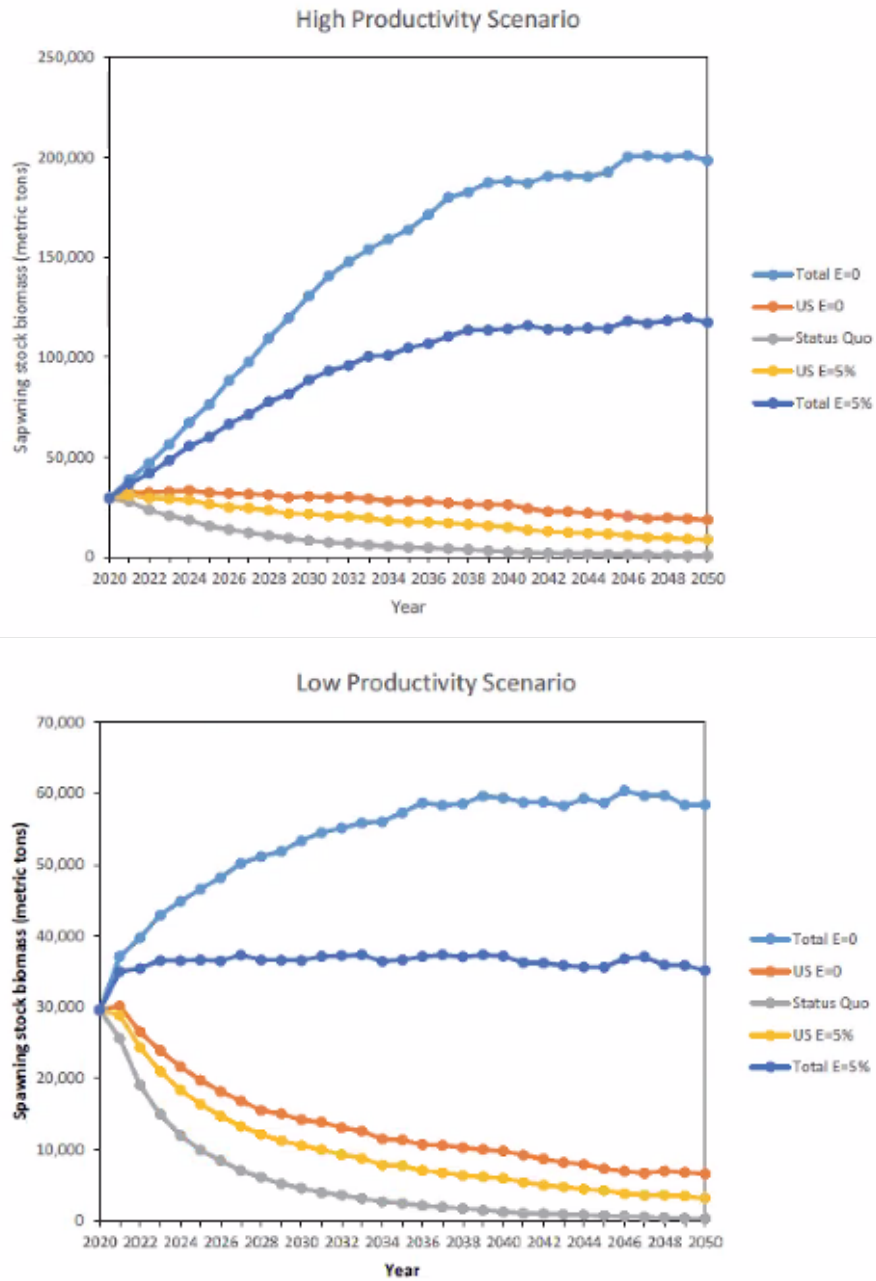 High Productivity Scenario
250,000
200,000
150,000
100,000
50,000
0
Sapwning stock biomass (metric tons)
2020 2022 2024 2026 2028 2030 2032 2034 2036 2038 2040 2042 2044 2046 2048 2050
Year
Total E=0
US E=0
Status Quo
US E=5%
Total E=5%
Low Productivity Scenario
70,000
60,000
50,000
40,000
30,000
20,000
10,000
0
Spawning stock biomass (metric tons)
2020 2022 2024 2026 2028 2030 2032 2034 2036 2038 2040 2042 2044 2046 2048 2050
Year
Total E=0
US E=0
Status Quo
US E=5%
Total E=5%